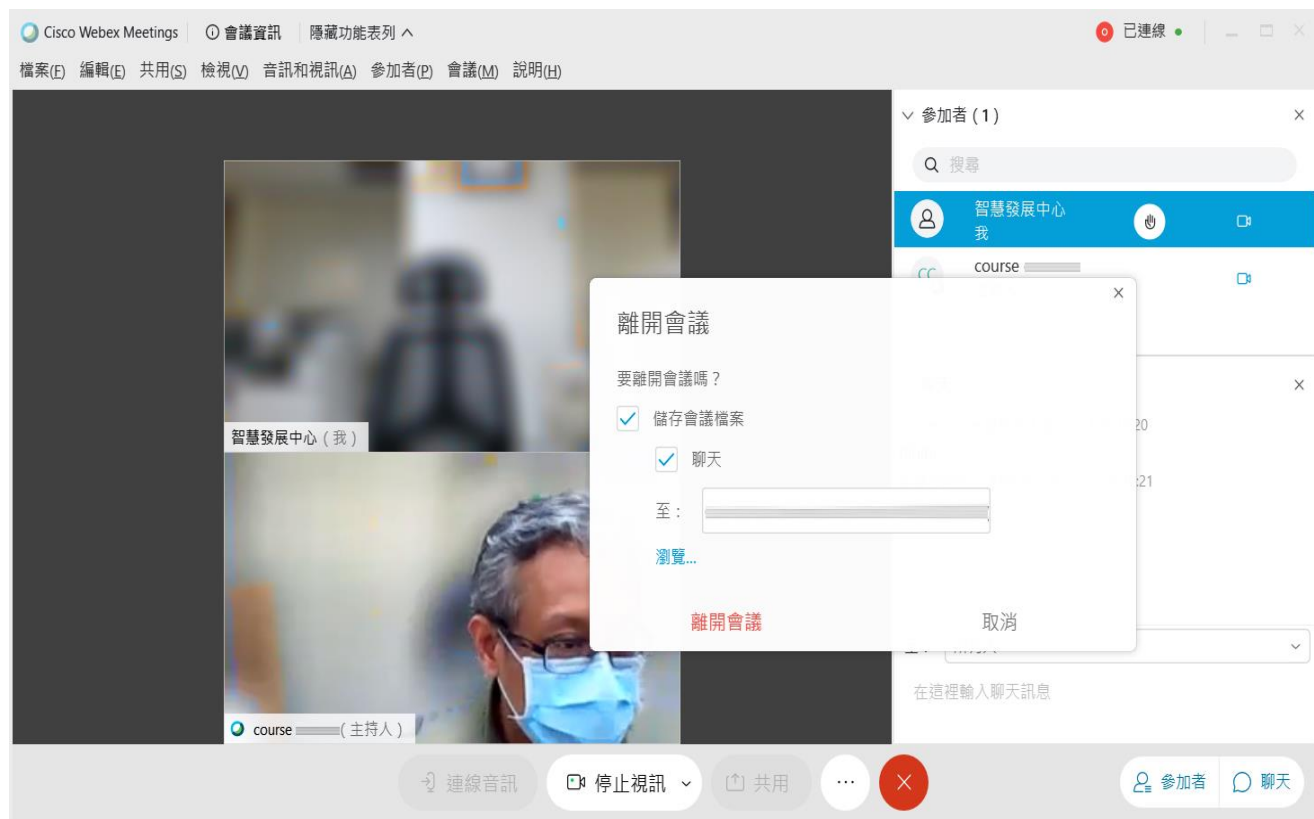 Cisco Webex Meetings 會議資訊 隱藏功能表列 已連線
檔案(F) 編輯(E) 共用(S) 檢視(V) 音訊和視訊(A) 參加者(P) 會議(M) 說明(H)
參加者 (1)
搜尋
智慧發展中心
我
CC course
離開會議
要離開會議嗎？
儲存會議檔案
聊天
至：
瀏覽...
離開會議 取消
20
:21
智慧發展中心 (我)
course (主持人)
在這裡輸入聊天訊息
連線音訊 停止視訊 共用 ... 參加者 聊天